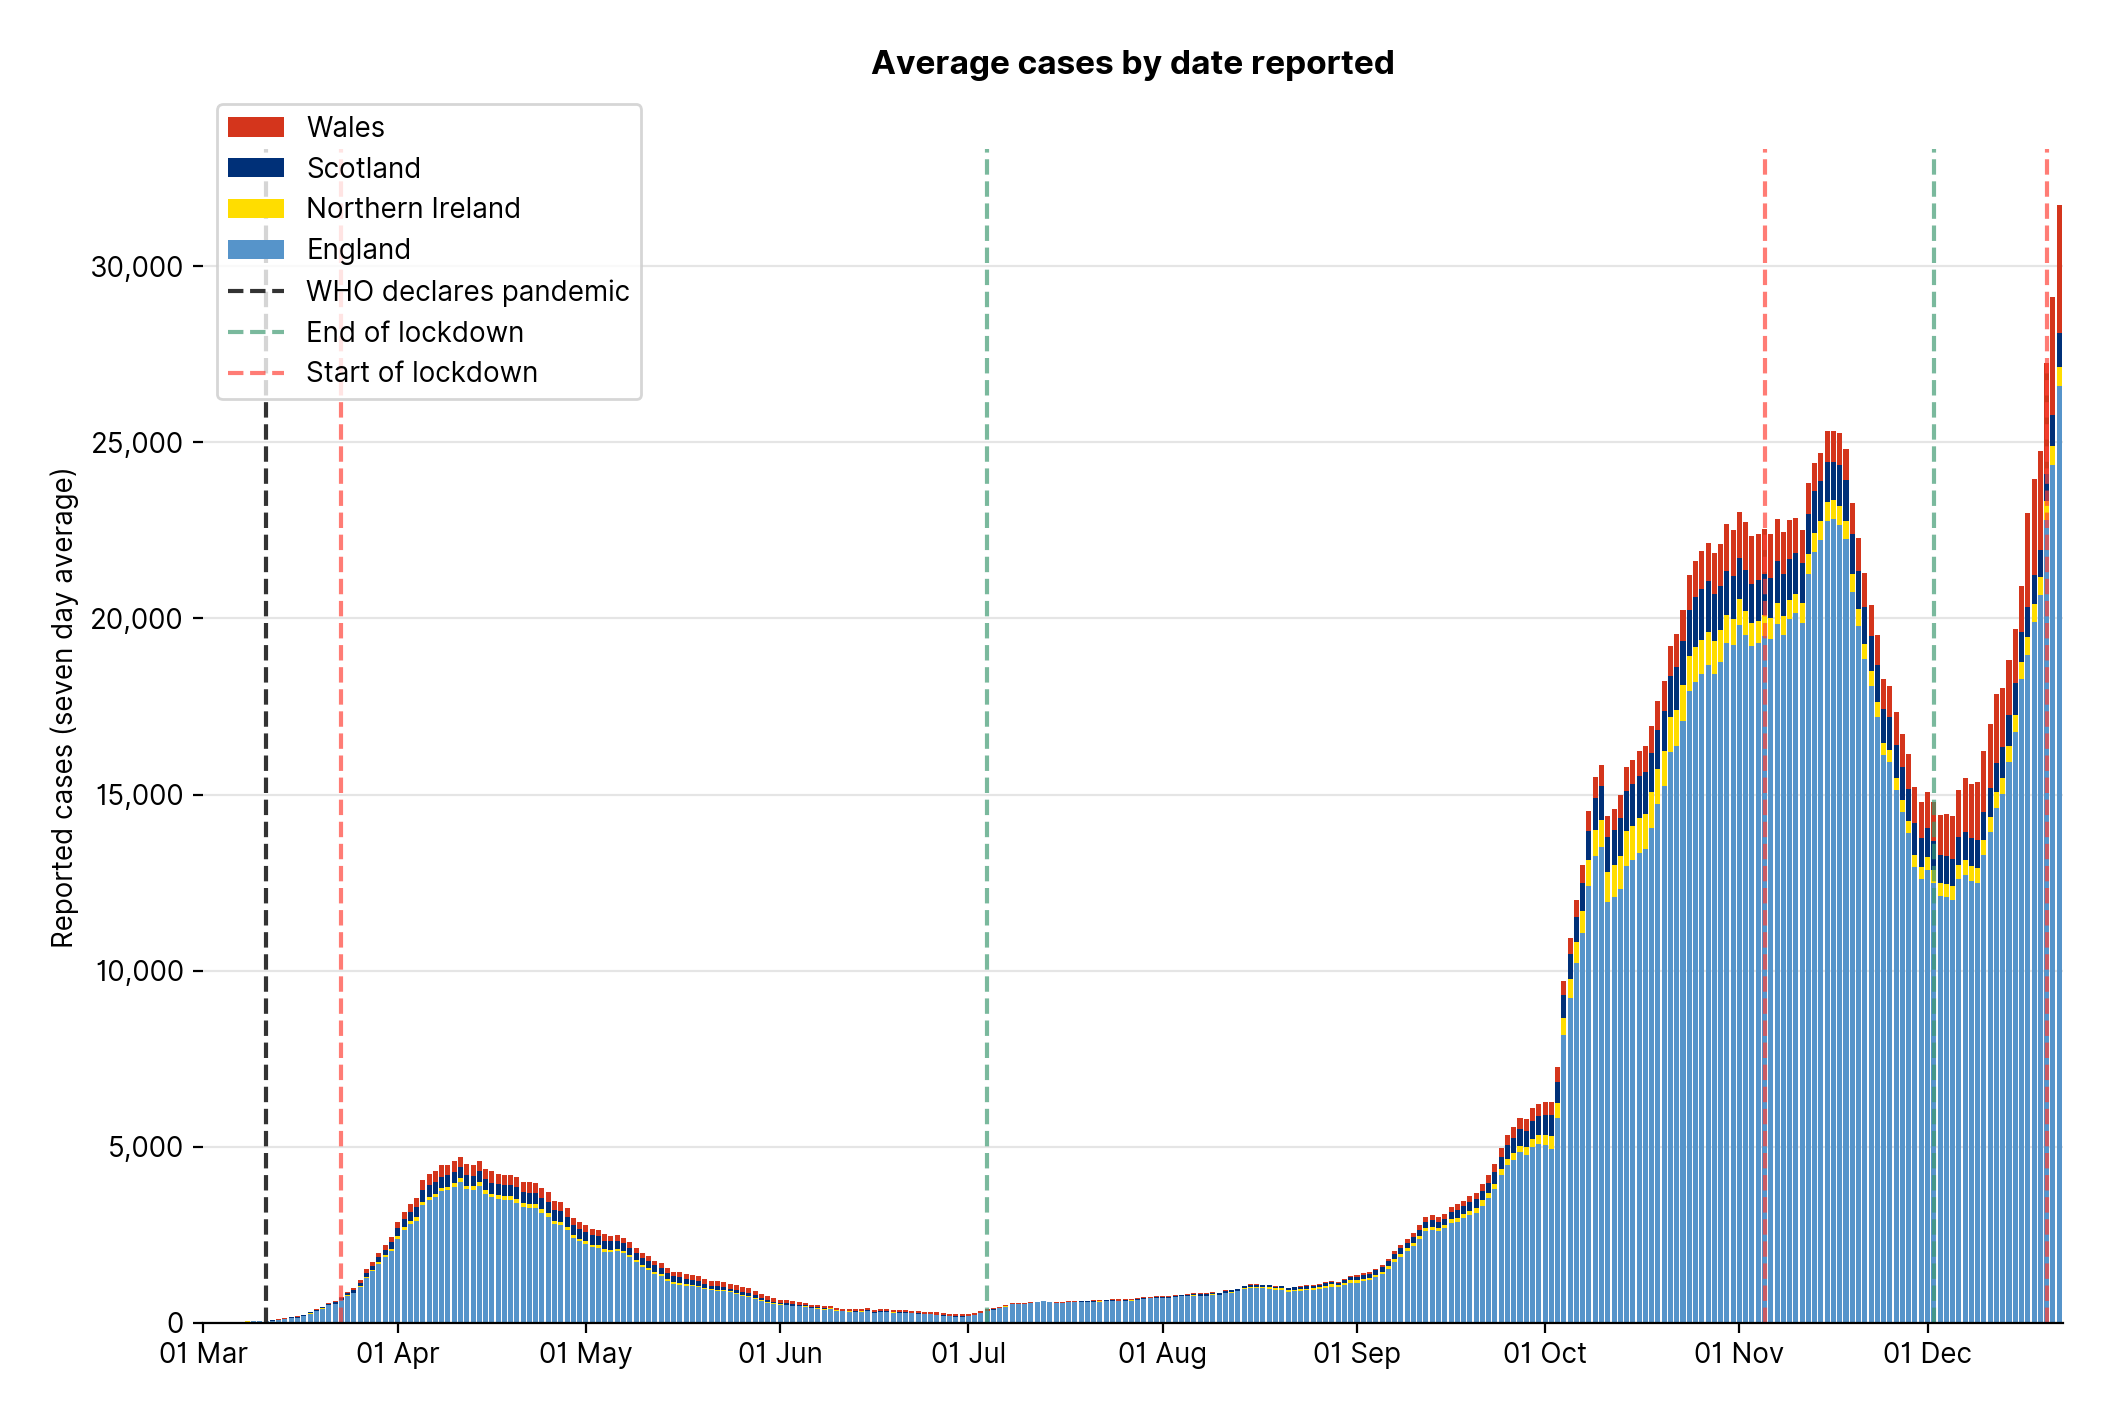 Average cases by date reported
Wales
Scotland
Northern Ireland
England
WHO declares pandemic
End of lockdown
Start of lockdown
Reported cases (seven day average)
30,000
25,000
20,000
15,000
10,000
5,000
0
01 Mar 01 Apr 01 May 01 Jun 01 Jul 01 Aug 01 Sep 01 Oct 01 Nov 01 Dec